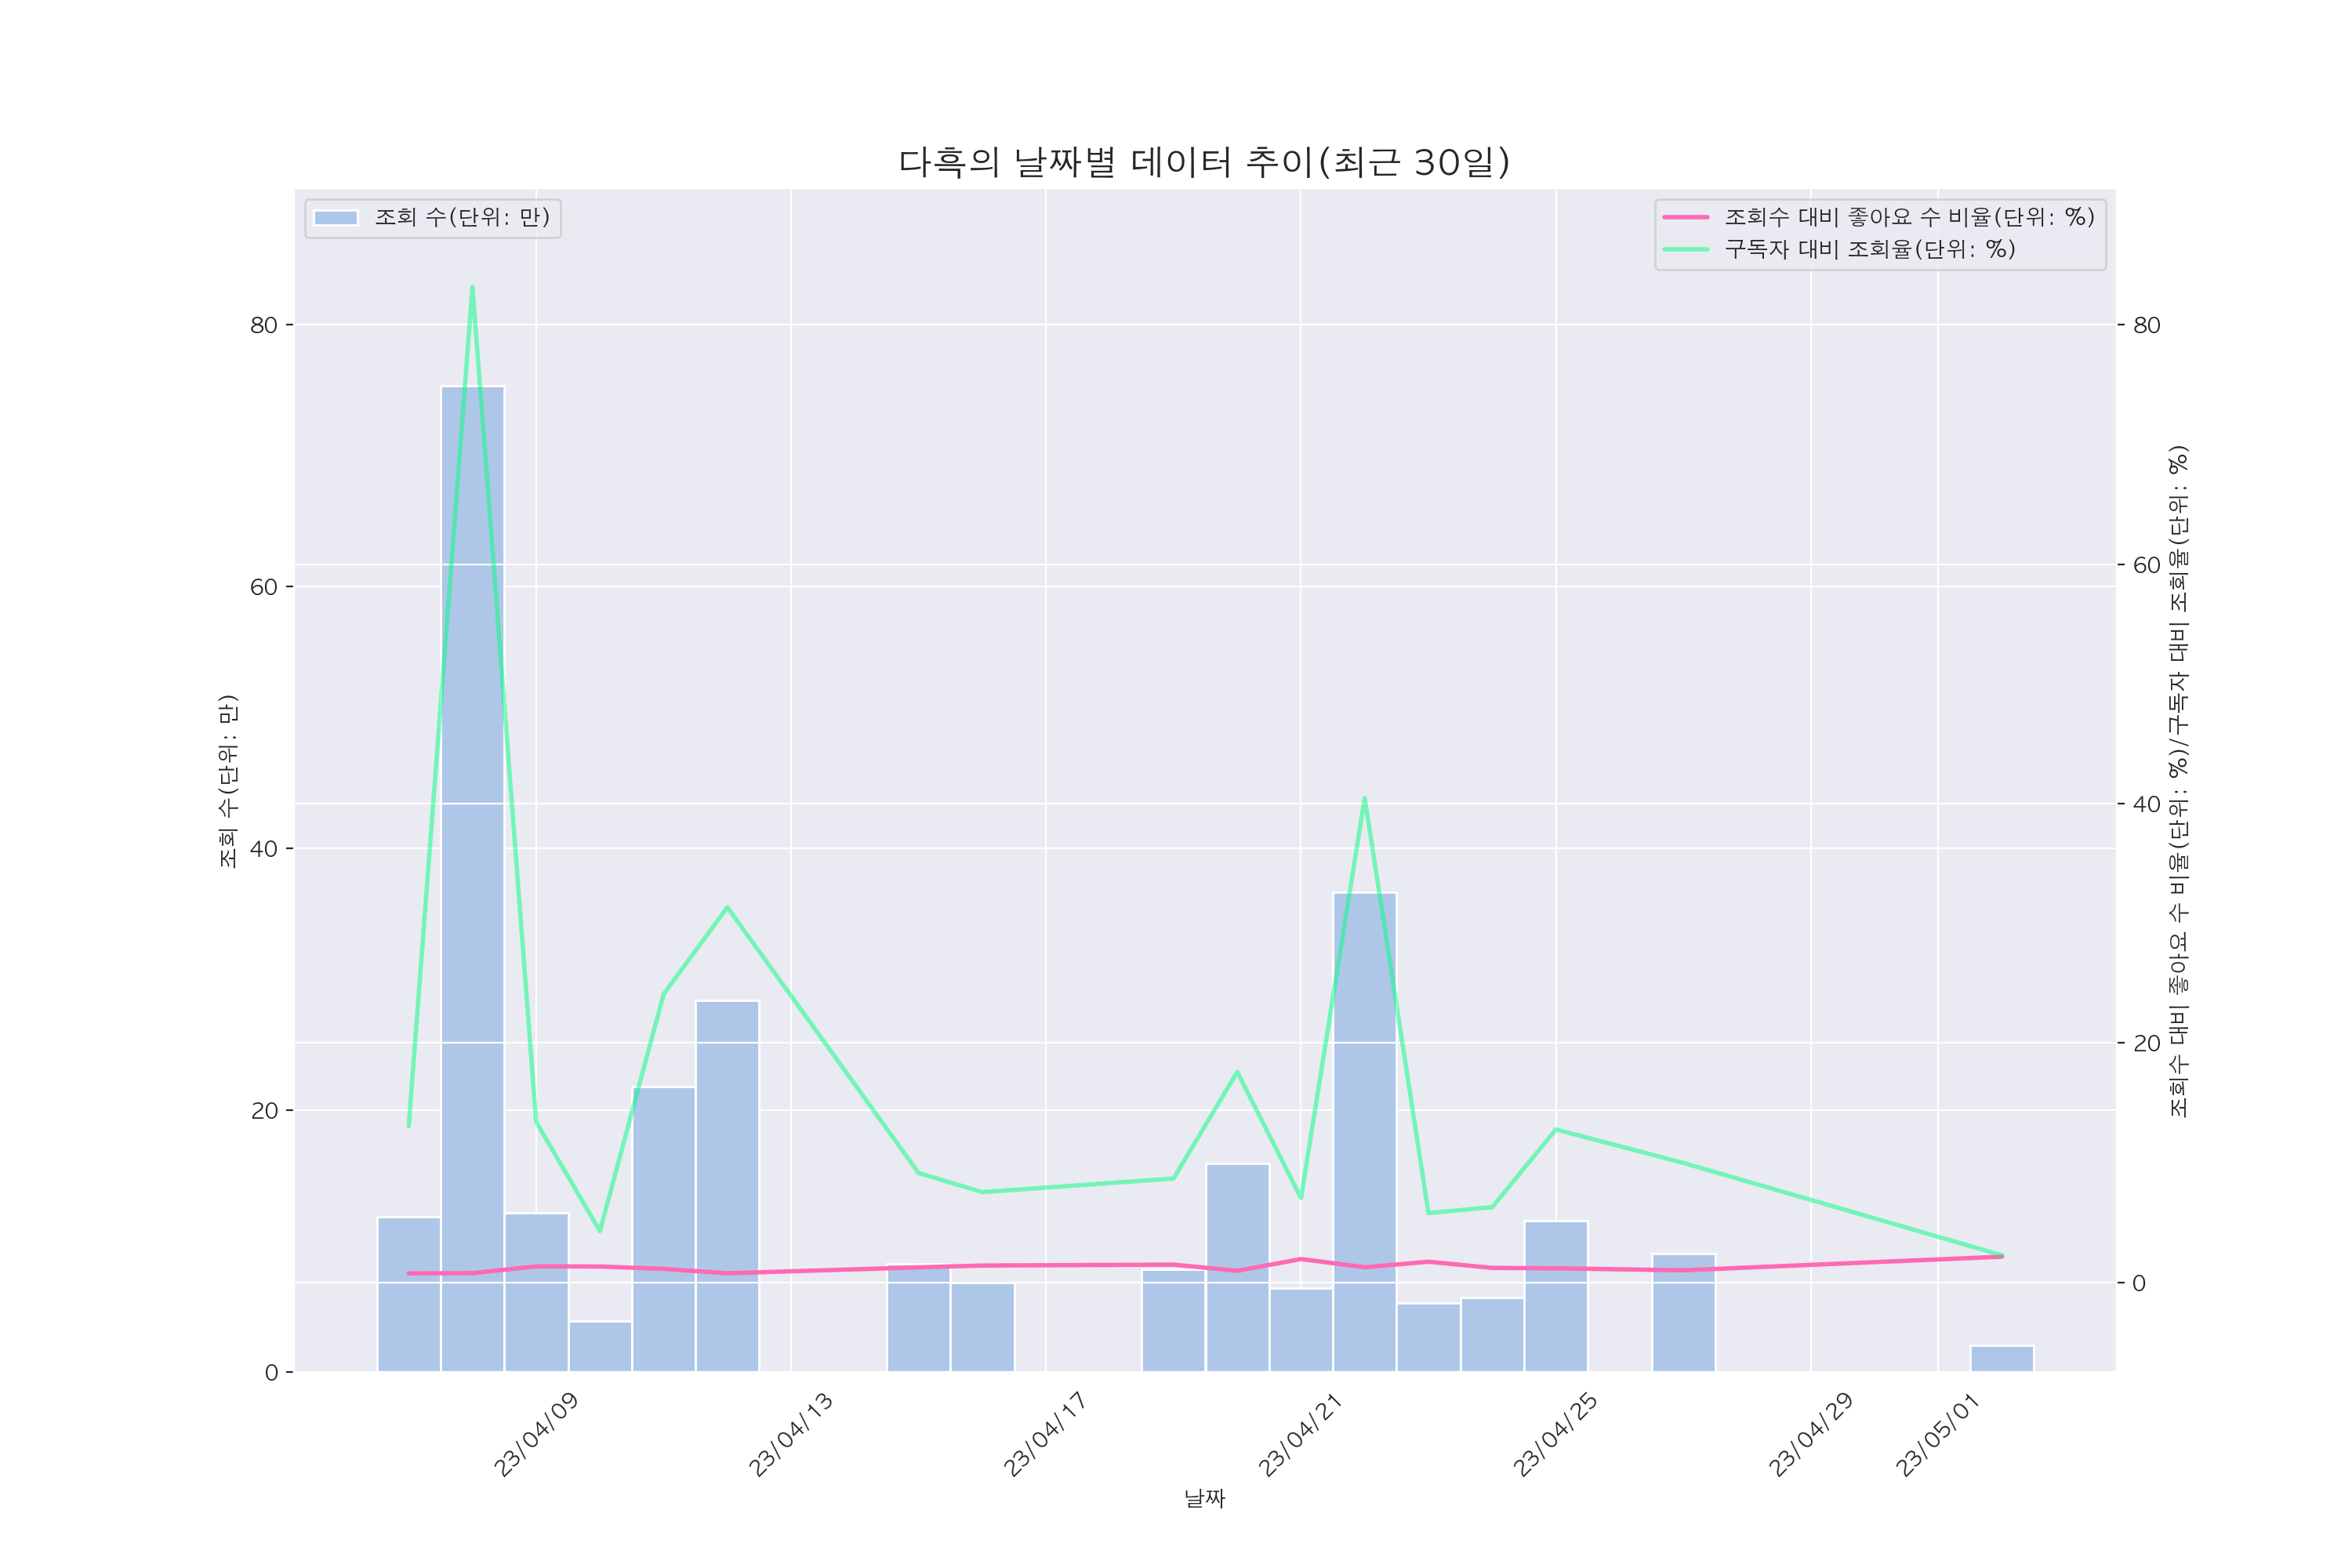 다흑의 날짜별 데이터 추이(최근 30일)
조회 수(단위: 만)
조회수 대비 좋아요 수 비율(단위: %)
구독자 대비 조회율(단위: %)
80
60
40
20
0
조회 수(단위: 만)
80
60
40
20
0
조회수 대비 좋아요 수 비율(단위: %)/구독자 대비 조회율(단위: %)
23/04/09
23/04/13
23/04/17
23/04/21
23/04/25
23/04/29
23/05/01
날짜